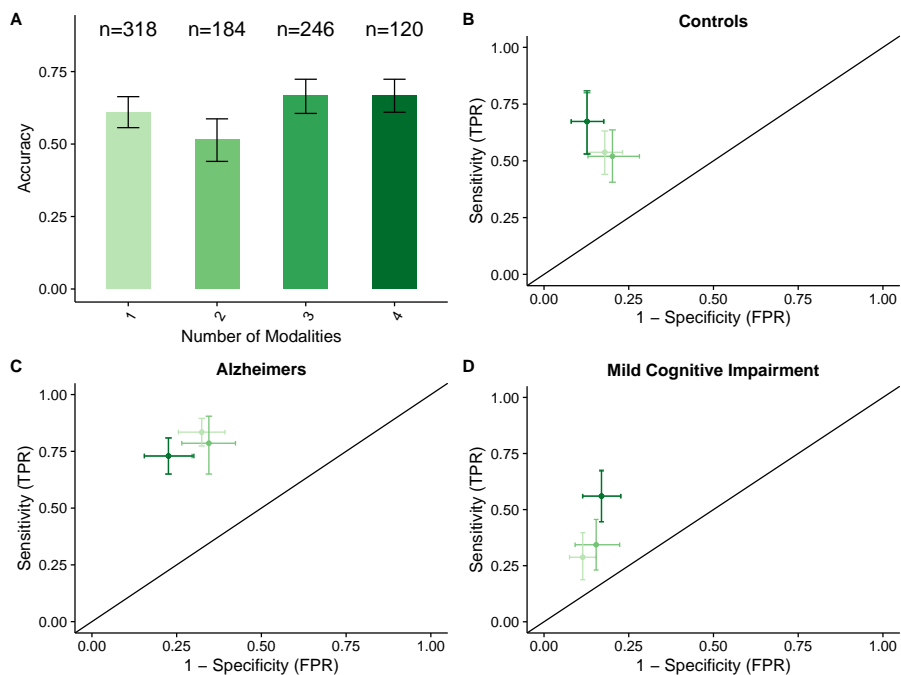 A
n=318 n=184 n=246 n=120
0.75
0.50
0.25
0.00
Accuracy
1 2 3 4
Number of Modalities
B
Controls
1.00
0.75
0.50
0.25
0.00
Sensitivity (TPR)
0.00 0.25 0.50 0.75 1.00
1 − Specificity (FPR)
C
Alzheimers
1.00
0.75
0.50
0.25
0.00
Sensitivity (TPR)
0.00 0.25 0.50 0.75 1.00
1 − Specificity (FPR)
D
Mild Cognitive Impairment
1.00
0.75
0.50
0.25
0.00
Sensitivity (TPR)
0.00 0.25 0.50 0.75 1.00
1 − Specificity (FPR)